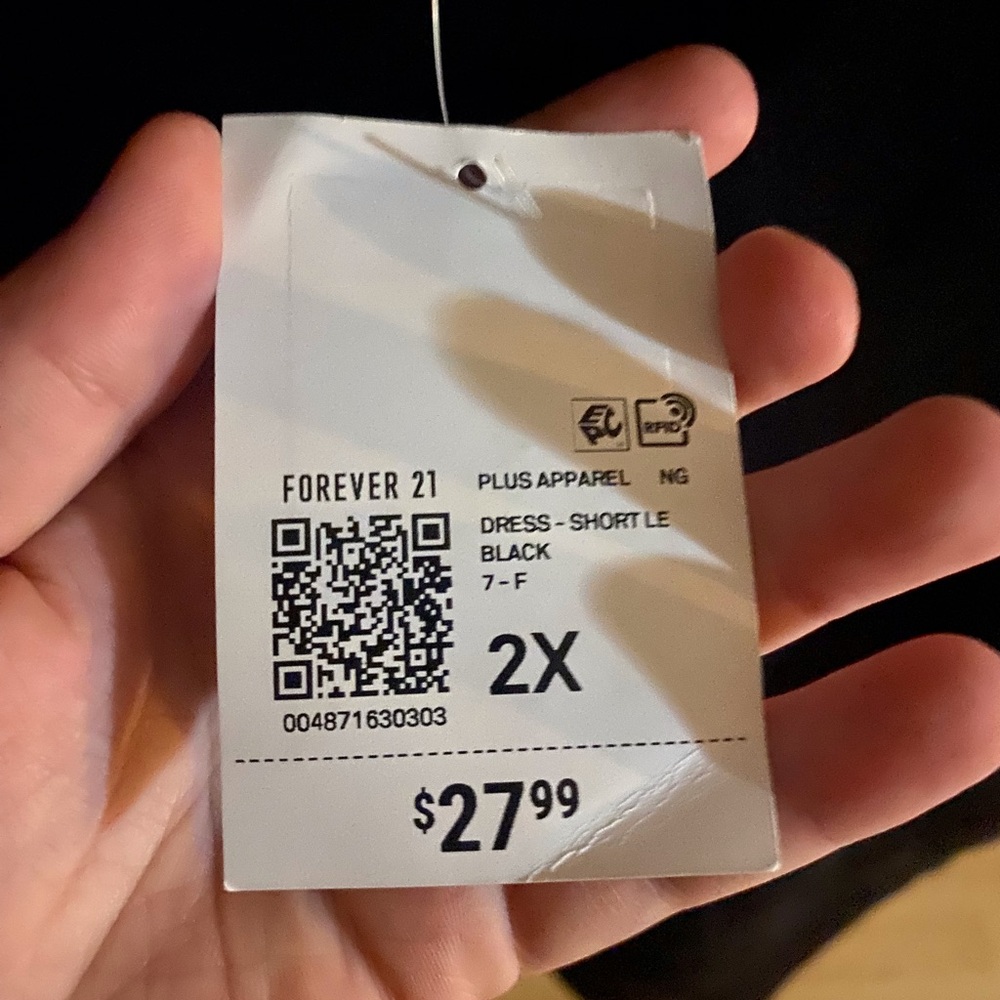 EPC
RFID
FOREVER 21
PLUS APPAREL NG
DRESS - SHORT LE
BLACK
7 - F
2X
004871630303
$27.99